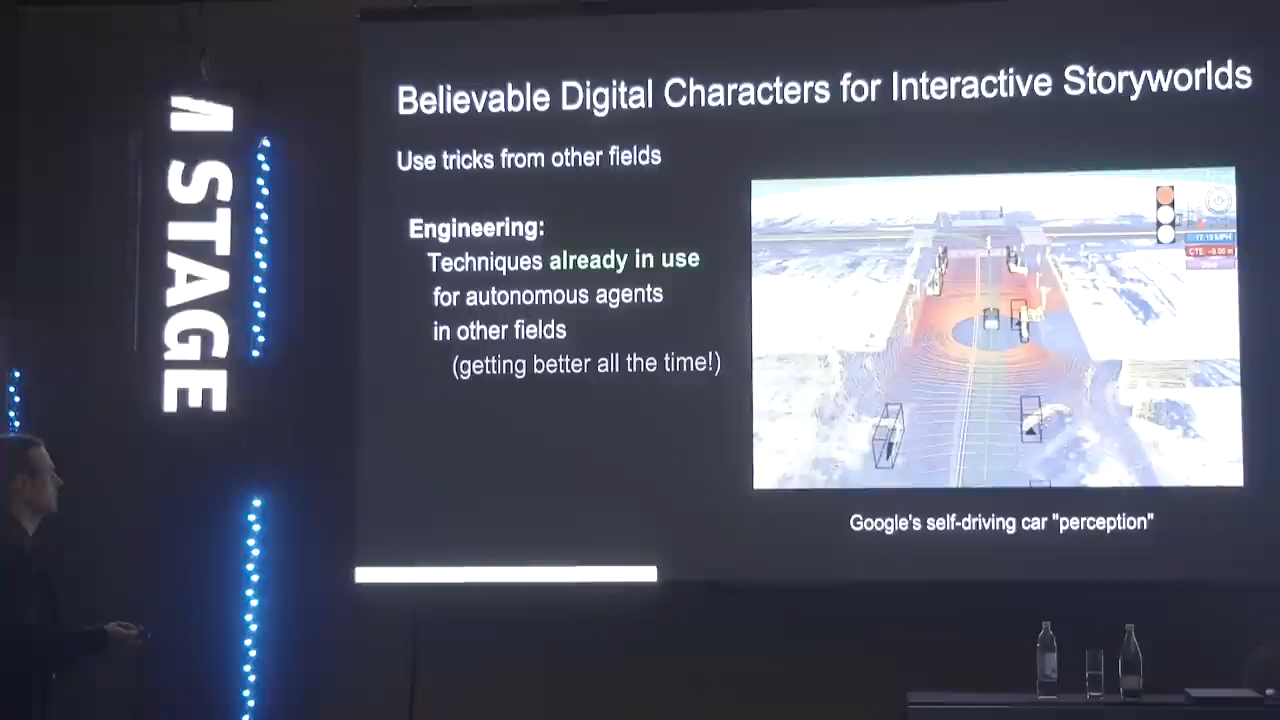 STAGE
Believable Digital Characters for Interactive Storyworlds
Use tricks from other fields
Engineering:
Techniques already in use
for autonomous agents
in other fields
(getting better all the time!)
Google's self-driving car "perception"